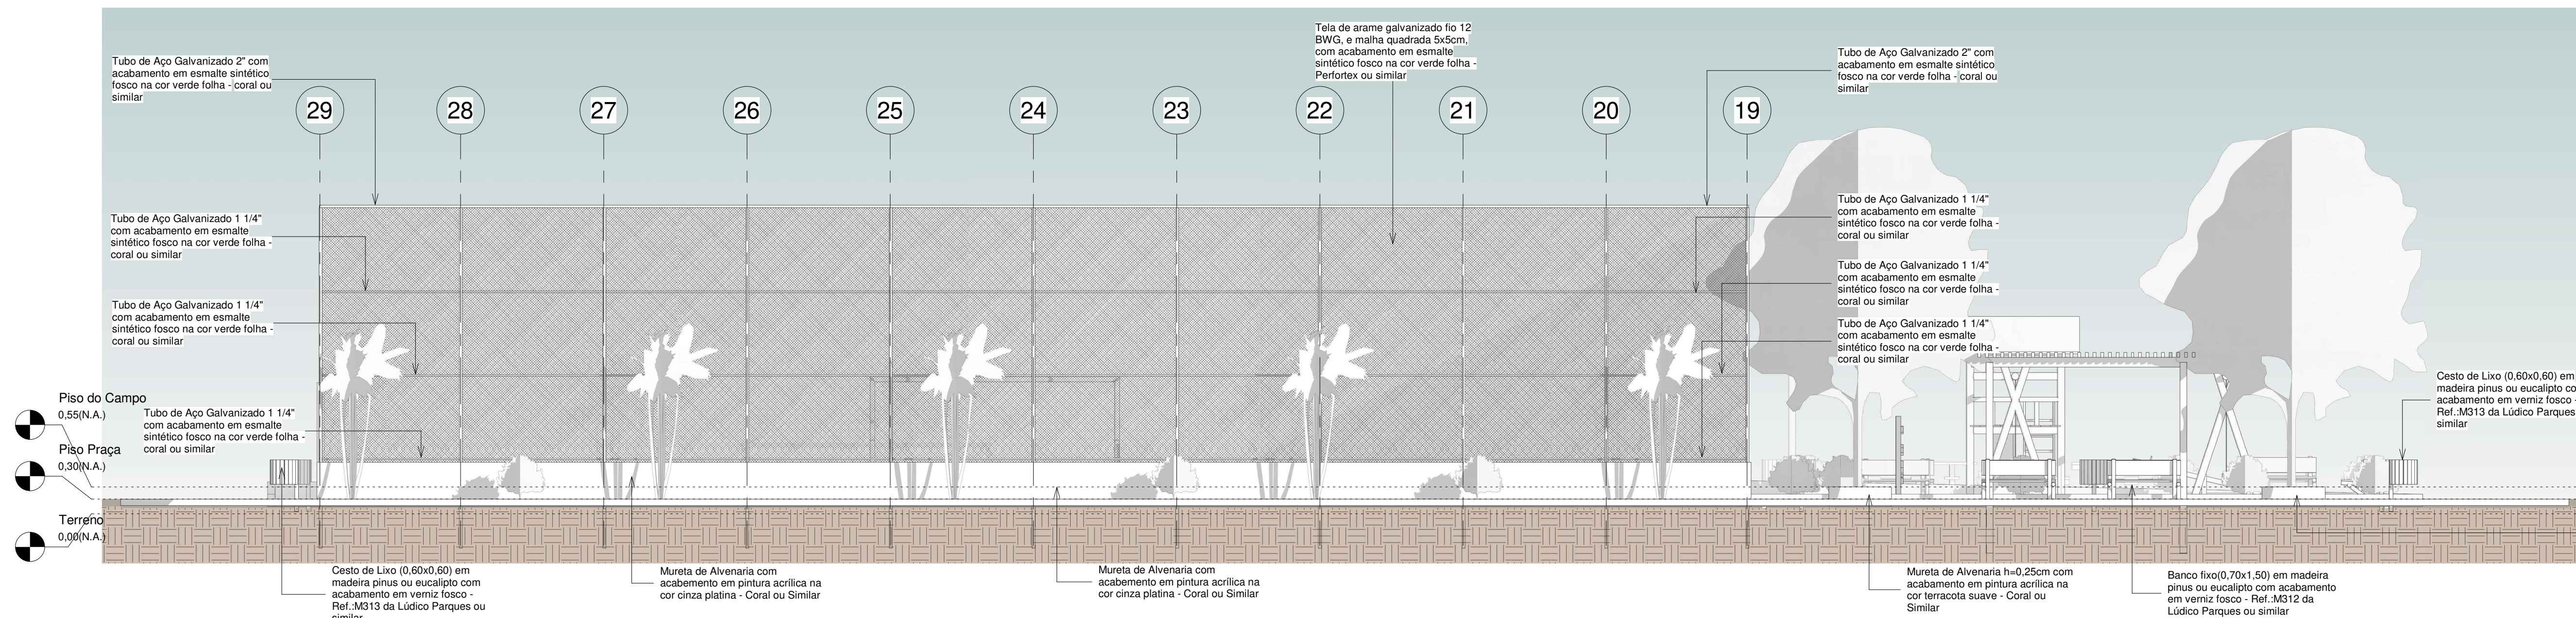 Tubo de Aço Galvanizado 2" com
acabamento em esmalte sintético
fosco na cor verde folha - coral ou
similar
Tela de arame galvanizado fio 12
BWG, e malha quadrada 5x5cm,
com acabamento em esmalte
sintético fosco na cor verde folha -
Perfortex ou similar
Tubo de Aço Galvanizado 2" com
acabamento em esmalte sintético
fosco na cor verde folha - coral ou
similar
29
28
27
26
25
24
23
22
21
20
19
Tubo de Aço Galvanizado 1 1/4"
com acabamento em esmalte
sintético fosco na cor verde folha -
coral ou similar
Tubo de Aço Galvanizado 1 1/4"
com acabamento em esmalte
sintético fosco na cor verde folha -
coral ou similar
Tubo de Aço Galvanizado 1 1/4"
com acabamento em esmalte
sintético fosco na cor verde folha -
coral ou similar
Tubo de Aço Galvanizado 1 1/4"
com acabamento em esmalte
sintético fosco na cor verde folha -
coral ou similar
Tubo de Aço Galvanizado 1 1/4"
com acabamento em esmalte
sintético fosco na cor verde folha -
coral ou similar
Tubo de Aço Galvanizado 1 1/4"
com acabamento em esmalte
sintético fosco na cor verde folha -
coral ou similar
Cesto de Lixo (0,60x0,60) em
madeira pinus ou eucalipto co
acabamento em verniz fosco -
Ref.:M313 da Lúdico Parques
similar
Piso do Campo
0,55(N.A.)
Piso Praça
0,30(N.A.)
Terreno
0,00(N.A.)
Cesto de Lixo (0,60x0,60) em
madeira pinus ou eucalipto com
acabamento em verniz fosco -
Ref.:M313 da Lúdico Parques ou
similar
Mureta de Alvenaria com
acabemento em pintura acrílica na
cor cinza platina - Coral ou Similar
Mureta de Alvenaria com
acabemento em pintura acrílica na
cor cinza platina - Coral ou Similar
Mureta de Alvenaria h=0,25cm com
acabamento em pintura acrílica na
cor terracota suave - Coral ou
Similar
Banco fixo(0,70x1,50) em madeira
pinus ou eucalipto com acabamento
em verniz fosco - Ref.:M312 da
Lúdico Parques ou similar